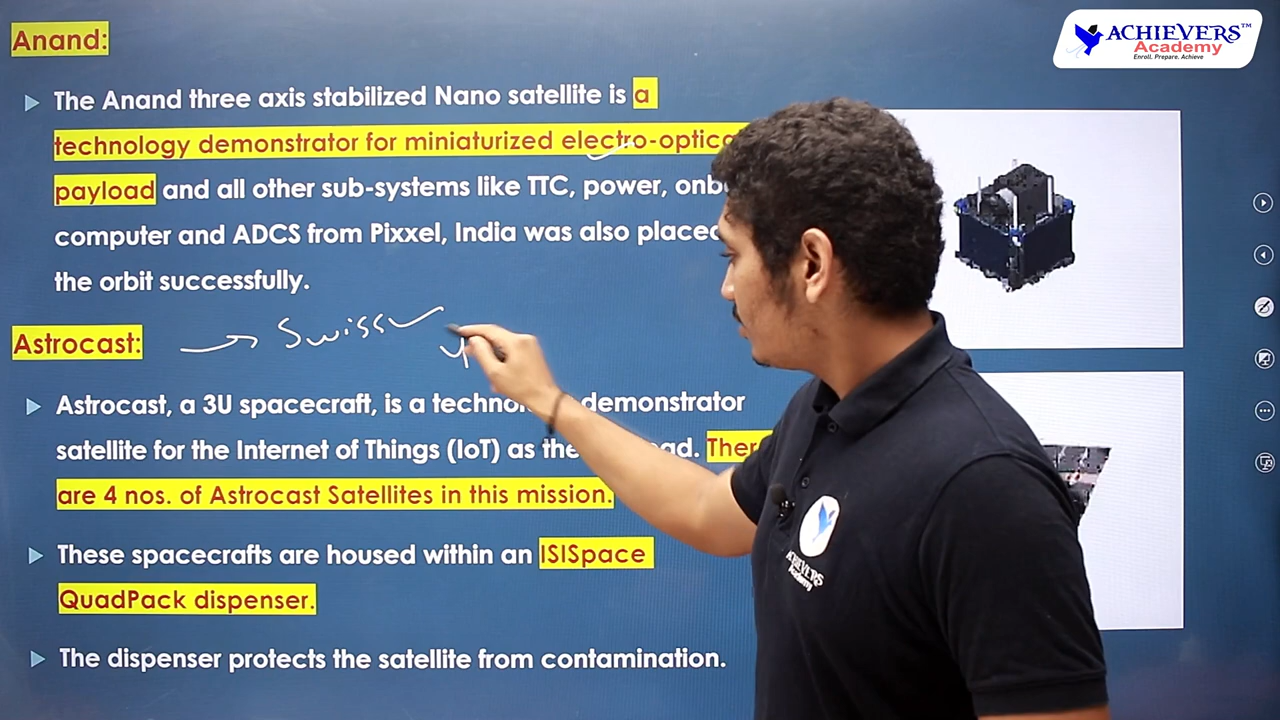 Anand:
ACHIEVERS™
Academy
Enroll. Prepare. Achieve
The Anand three axis stabilized Nano satellite is a
technology demonstrator for miniaturized electro-optica
payload and all other sub-systems like TTC, power, onb
computer and ADCS from Pixxel, India was also placed
the orbit successfully.
Astrocast: → Swiss
Astrocast, a 3U spacecraft, is a demonstrator
satellite for the Internet of Things (IoT) as the Ther
are 4 nos. of Astrocast Satellites in this mission.
These spacecrafts are housed within an ISISpace
QuadPack dispenser.
The dispenser protects the satellite from contamination.
ACHIEVERS
Academy